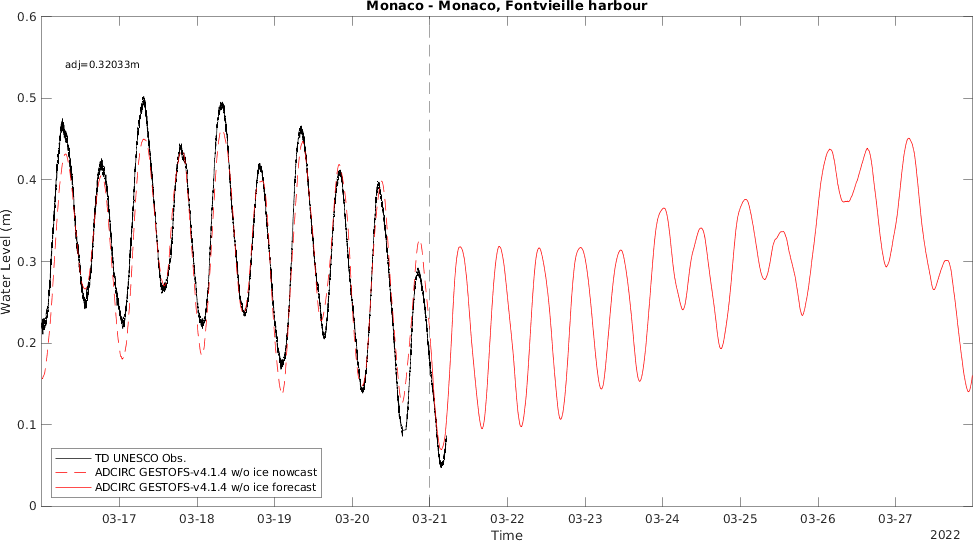 Monaco - Monaco, Fontvieille harbour
0.6
adj=0.32033m
0.5
0.4
0.3
0.2
0.1
0
Water Level (m)
TD UNESCO Obs.
ADCIRC GESTOFS-v4.1.4 w/o ice nowcast
ADCIRC GESTOFS-v4.1.4 w/o ice forecast
03-17 03-18 03-19 03-20 03-21 03-22 03-23 03-24 03-25 03-26 03-27
Time
2022